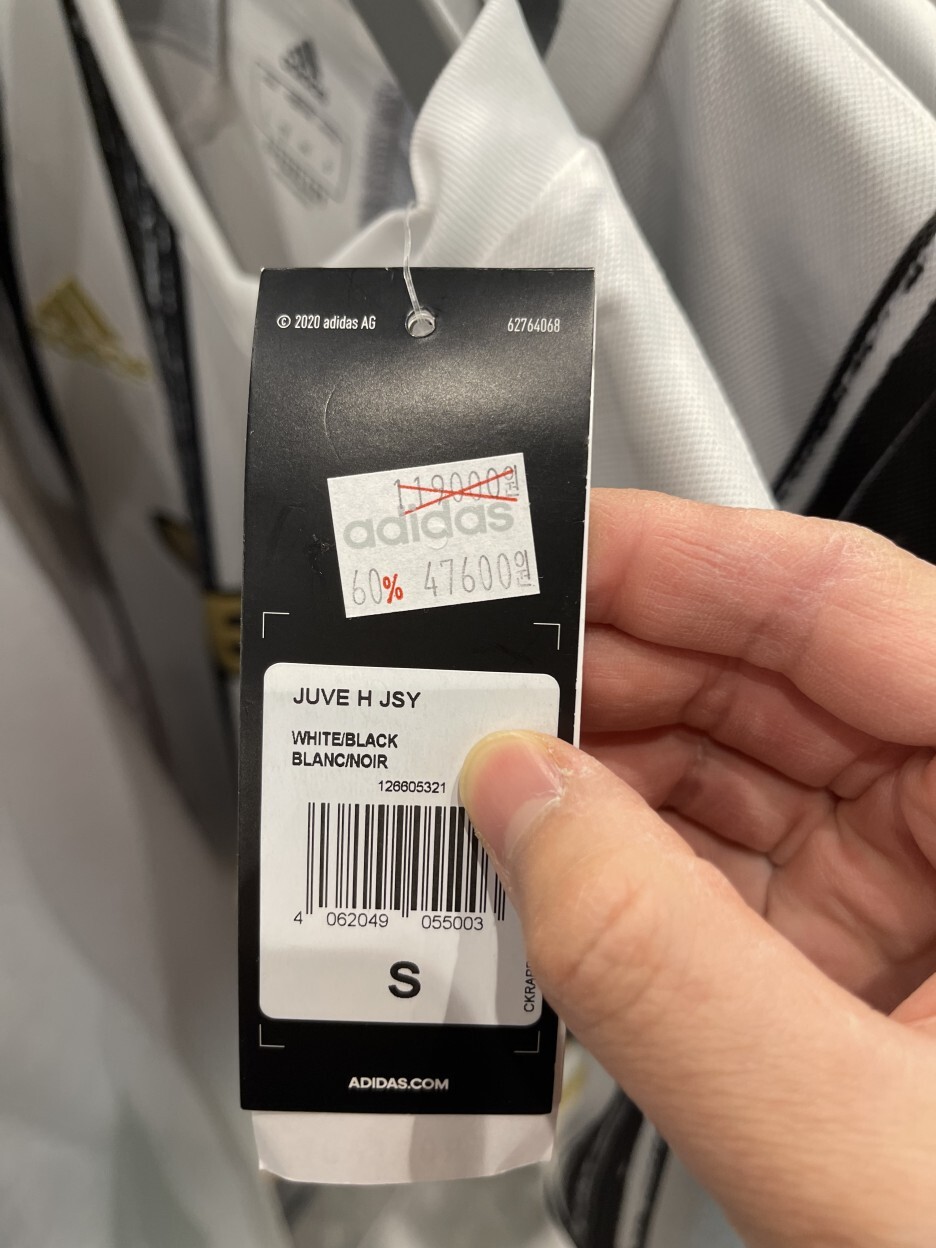 © 2020 adidas AG
62764068
119000원
adidas
60% 47600원
JUVE H JSY
WHITE/BLACK
BLANC/NOIR
126605321
4 062049 055003
S
ADIDAS.COM